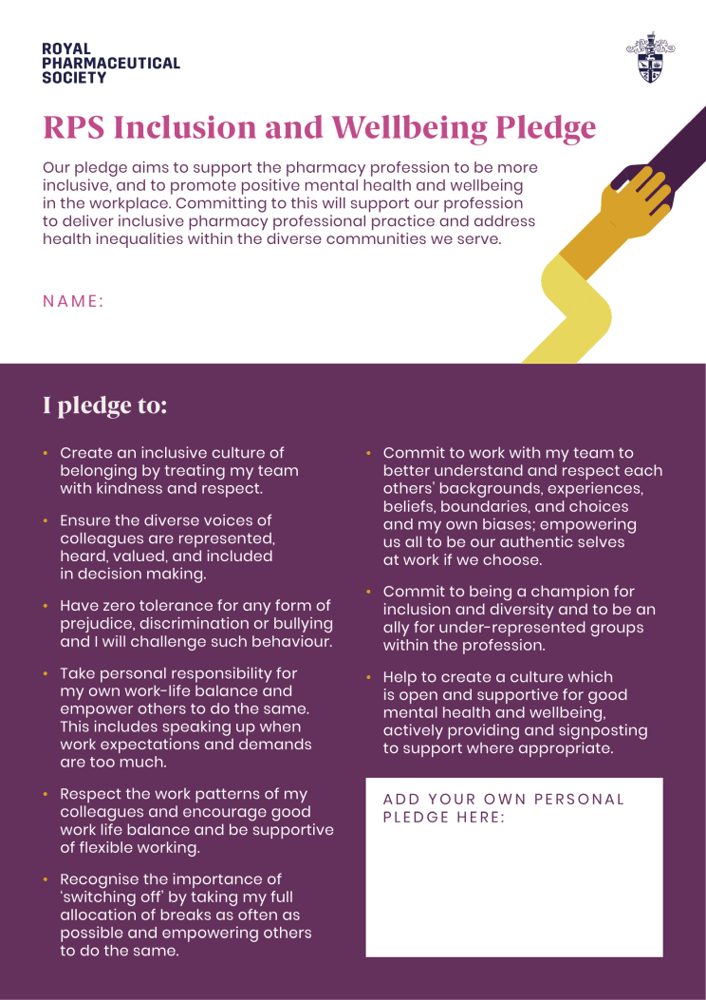 ROYAL
PHARMACEUTICAL
SOCIETY
RPS Inclusion and Wellbeing Pledge
Our pledge aims to support the pharmacy profession to be more
inclusive, and to promote positive mental health and wellbeing
in the workplace. Committing to this will support our profession
to deliver inclusive pharmacy professional practice and address
health inequalities within the diverse communities we serve.
NAME:
I pledge to:
• Create an inclusive culture of
belonging by treating my team
with kindness and respect.
• Ensure the diverse voices of
colleagues are represented,
heard, valued, and included
in decision making.
• Have zero tolerance for any form of
prejudice, discrimination or bullying
and I will challenge such behaviour.
• Take personal responsibility for
my own work-life balance and
empower others to do the same.
This includes speaking up when
work expectations and demands
are too much.
• Respect the work patterns of my
colleagues and encourage good
work life balance and be supportive
of flexible working.
• Recognise the importance of
‘switching off’ by taking my full
allocation of breaks as often as
possible and empowering others
to do the same.
• Commit to work with my team to
better understand and respect each
others’ backgrounds, experiences,
beliefs, boundaries, and choices
and my own biases; empowering
us all to be our authentic selves
at work if we choose.
• Commit to being a champion for
inclusion and diversity and to be an
ally for under-represented groups
within the profession.
• Help to create a culture which
is open and supportive for good
mental health and wellbeing,
actively providing and signposting
to support where appropriate.
ADD YOUR OWN PERSONAL
PLEDGE HERE: